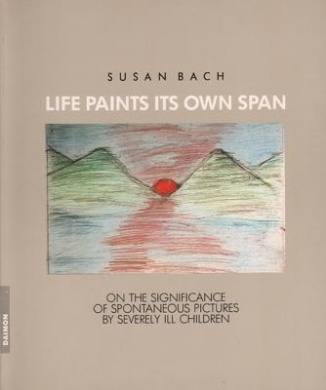 SUSAN BACH
LIFE PAINTS ITS OWN SPAN
ON THE SIGNIFICANCE
OF SPONTANEOUS PICTURES
BY SEVERELY ILL CHILDREN
DAIMON